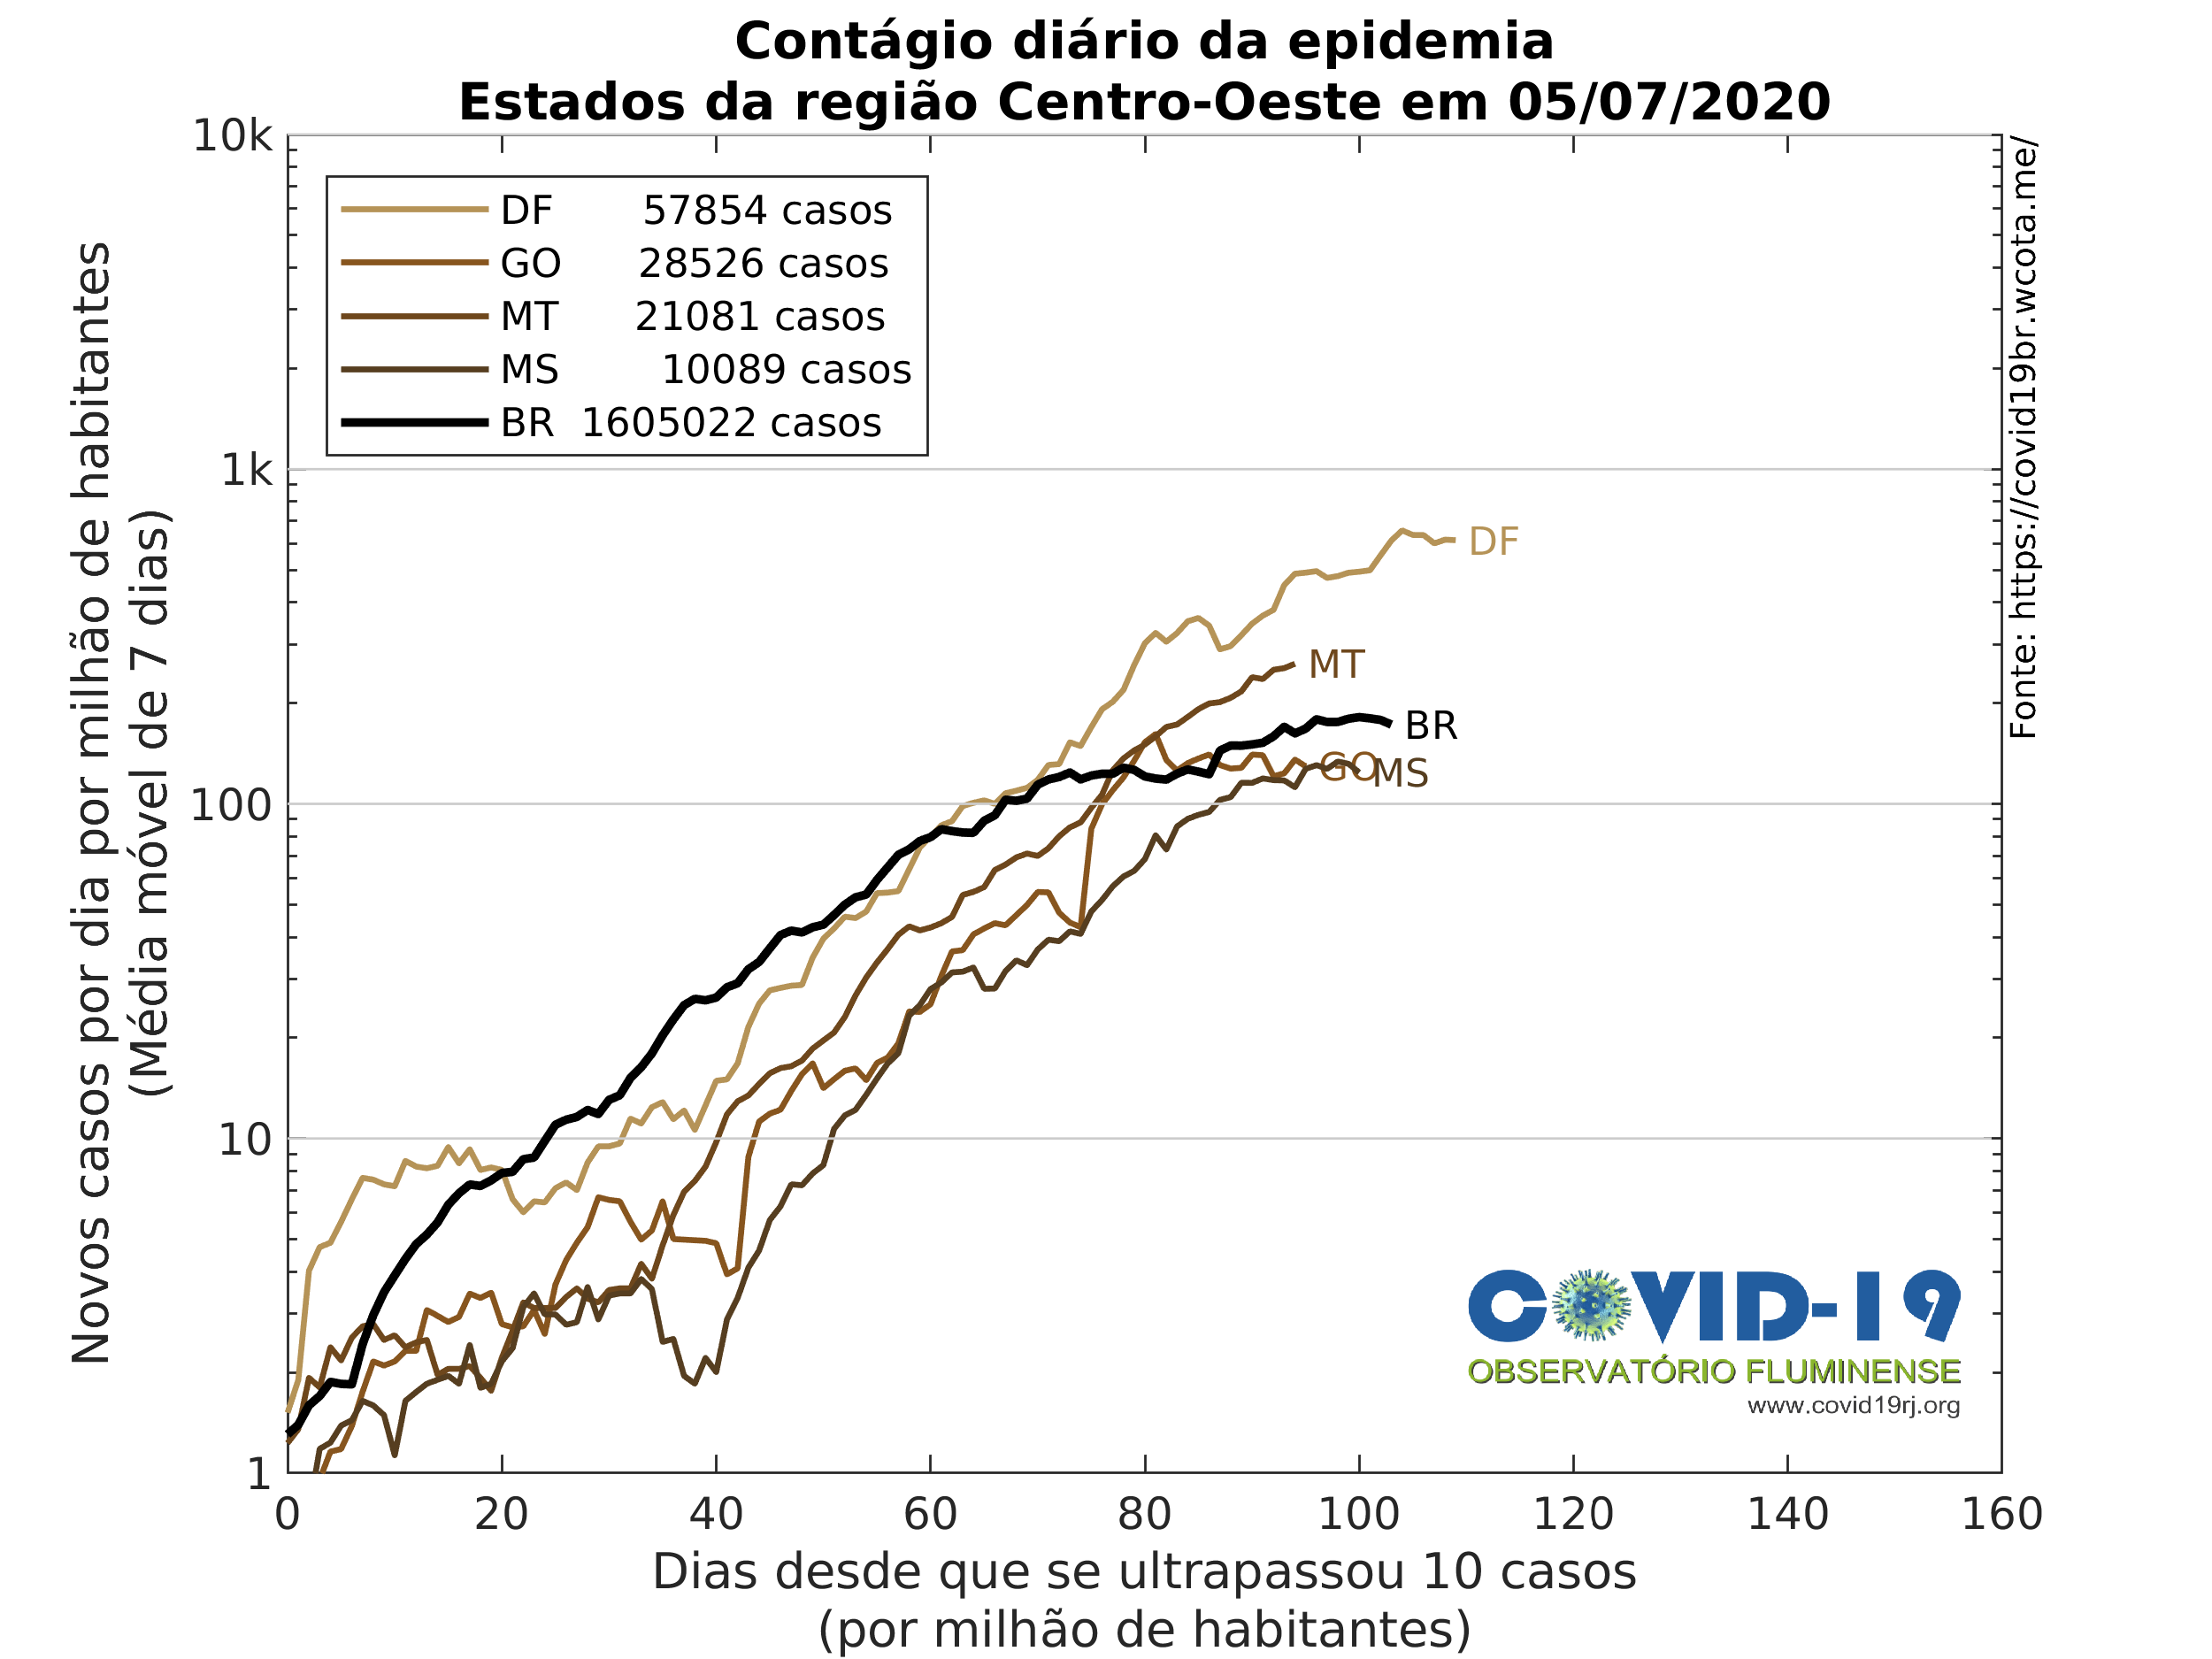 Contágio diário da epidemia
Estados da região Centro-Oeste em 05/07/2020
Novos casos por dia por milhão de habitantes
(Média móvel de 7 dias)
10k
1k
100
10
1
DF 57854 casos
GO 28526 casos
MT 21081 casos
MS 10089 casos
BR 1605022 casos
DF
MT
BR
GO
MS
Fonte: https://covid19br.wcota.me/
COVID-19
OBSERVATÓRIO FLUMINENSE
www.covid19rj.org
0 20 40 60 80 100 120 140 160
Dias desde que se ultrapassou 10 casos
(por milhão de habitantes)